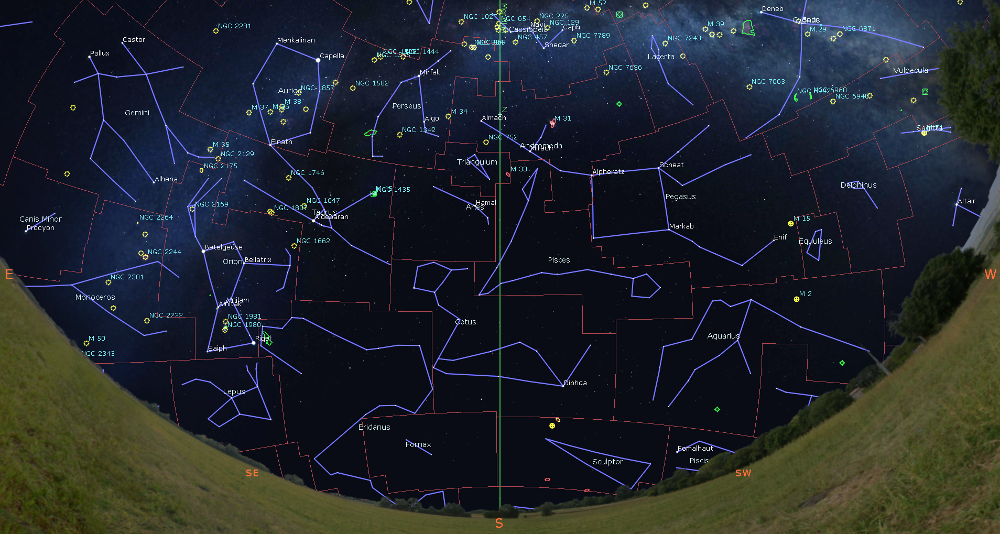 M 52
Deneb
NGC 1027
NGC 654
NGC 225
Navi
NGC 129
Caph
Cassiopeia
NGC 2281
M 39
M 29
NGC 6871
NGC 457
NGC 7789
NGC 7243
Castor
Menkalinan
Shedar
Pollux
Capella
NGC 1444
Lacerta
Mirfak
NGC 7686
Vulpecula
NGC 1582
NGC 7063
NGC 1857
Auriga
NGC 6960
NGC 6940
M 38
M 37
Perseus
Gemini
N
M 34
Algol
Almach
M 31
Sagitta
M 71
NGC 1342
NGC 752
Elnath
M 35
Andromeda
Mirach
NGC 2129
Triangulum
NGC 2175
M 33
Alpheratz
Scheat
NGC 1746
Alhena
Delphinus
M 45
NGC 1435
Pegasus
NGC 1647
NGC 2169
Hamal
Aries
Altair
NGC 1807
Taurus
Aldebaran
NGC 2264
Canis Minor
Procyon
M 15
Markab
Enif
NGC 1662
Equuleus
Betelgeuse
NGC 2244
Orion
Bellatrix
Pisces
E
W
NGC 2301
M 2
Monoceros
Alnilam
Alnitak
NGC 2232
NGC 1981
NGC 1980
Cetus
Aquarius
M 50
Rigel
Saiph
NGC 2343
Diphda
Lepus
Eridanus
Fornax
Fomalhaut
Sculptor
Piscis
SE
SW
S